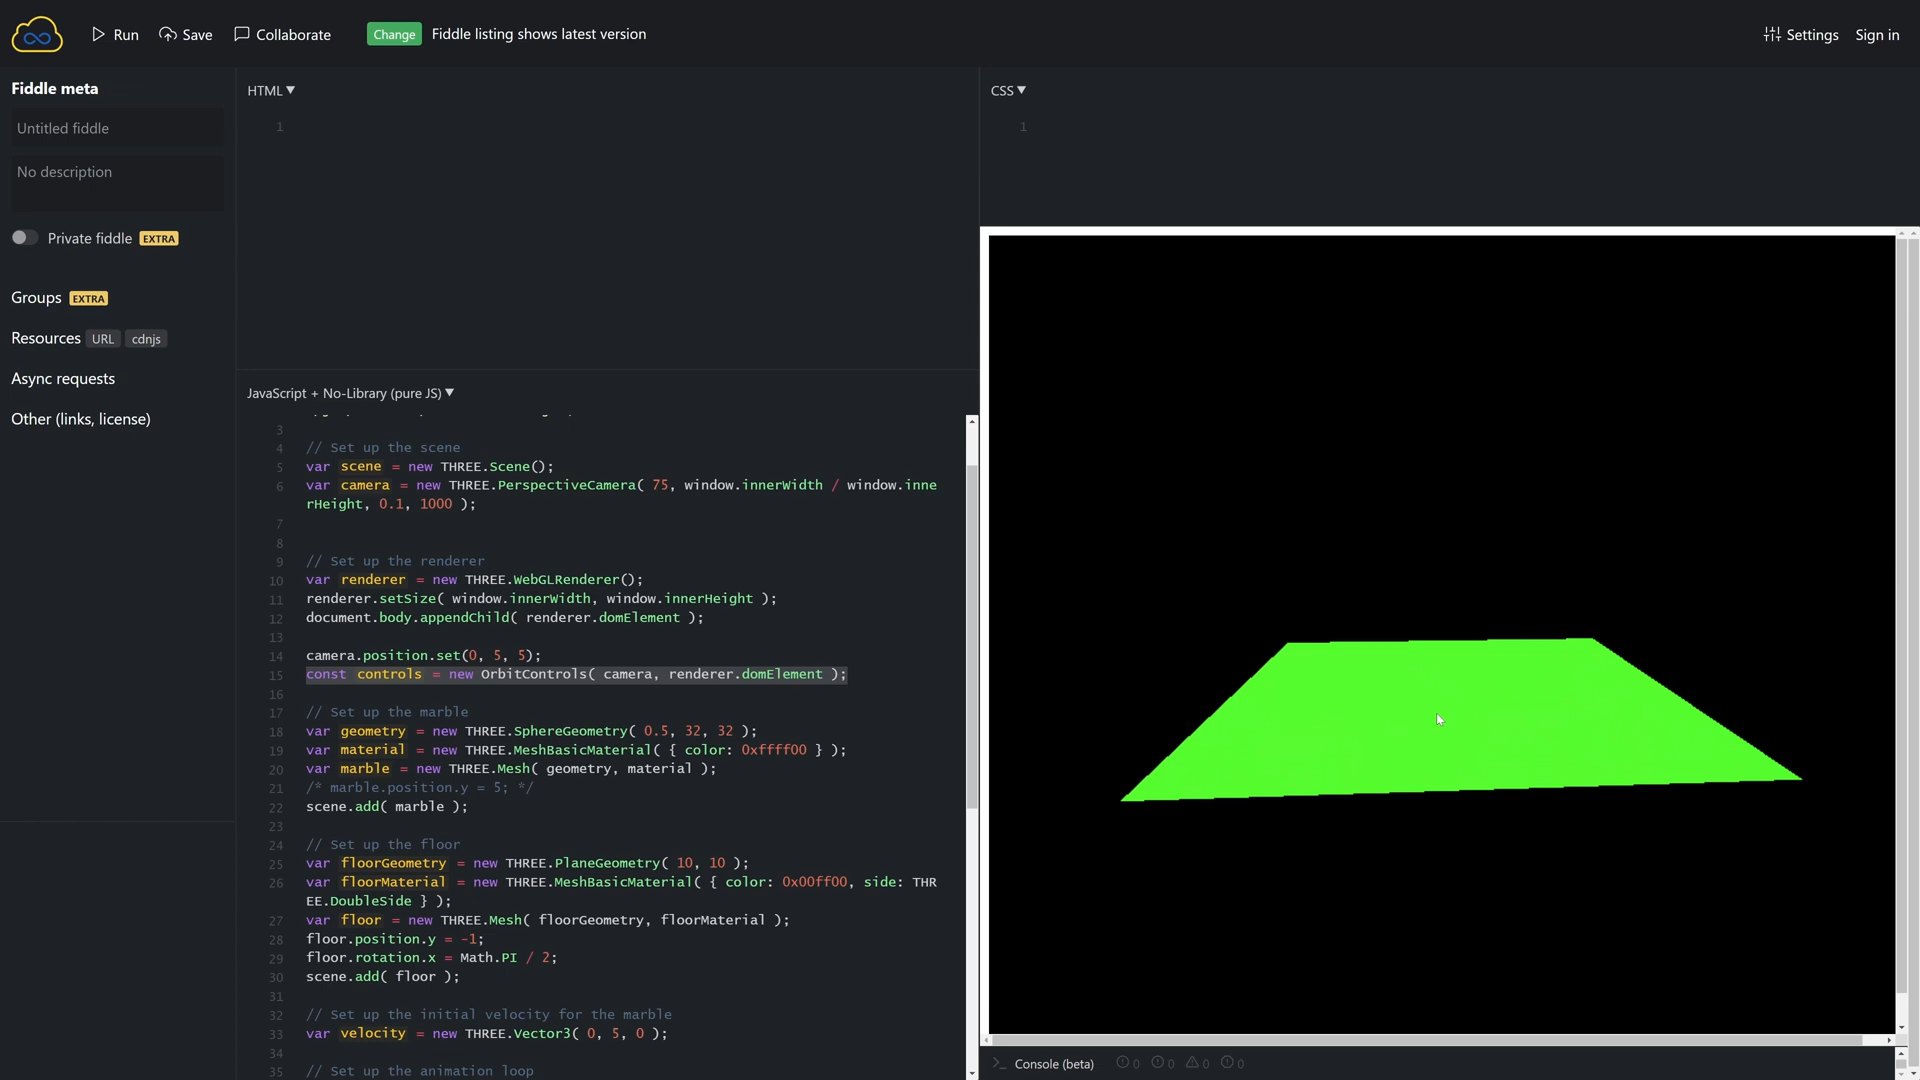 Run Save Collaborate Change Fiddle listing shows latest version Settings Sign in
Fiddle meta
Untitled fiddle
No description
Private fiddle EXTRA
Groups EXTRA
Resources URL cdnjs
Async requests
Other (links, license)
HTML ▼
1
CSS ▼
1
JavaScript + No-Library (pure JS) ▼
3
4 // Set up the scene
5 var scene = new THREE.Scene();
6 var camera = new THREE.PerspectiveCamera( 75, window.innerWidth / window.inne
rHeight, 0.1, 1000 );
7
8
9 // Set up the renderer
10 var renderer = new THREE.WebGLRenderer();
11 renderer.setSize( window.innerWidth, window.innerHeight );
12 document.body.appendChild( renderer.domElement );
13
14 camera.position.set(0, 5, 5);
15 const controls = new OrbitControls( camera, renderer.domElement );
16
17 // Set up the marble
18 var geometry = new THREE.SphereGeometry( 0.5, 32, 32 );
19 var material = new THREE.MeshBasicMaterial( { color: 0xffff00 } );
20 var marble = new THREE.Mesh( geometry, material );
21 /* marble.position.y = 5; */
22 scene.add( marble );
23
24 // Set up the floor
25 var floorGeometry = new THREE.PlaneGeometry( 10, 10 );
26 var floorMaterial = new THREE.MeshBasicMaterial( { color: 0x00ff00, side: THR
EE.DoubleSide } );
27 var floor = new THREE.Mesh( floorGeometry, floorMaterial );
28 floor.position.y = -1;
29 floor.rotation.x = Math.PI / 2;
30 scene.add( floor );
31
32 // Set up the initial velocity for the marble
33 var velocity = new THREE.Vector3( 0, 5, 0 );
34
35 // Set up the animation loop
>_ Console (beta) 0 0 0 0